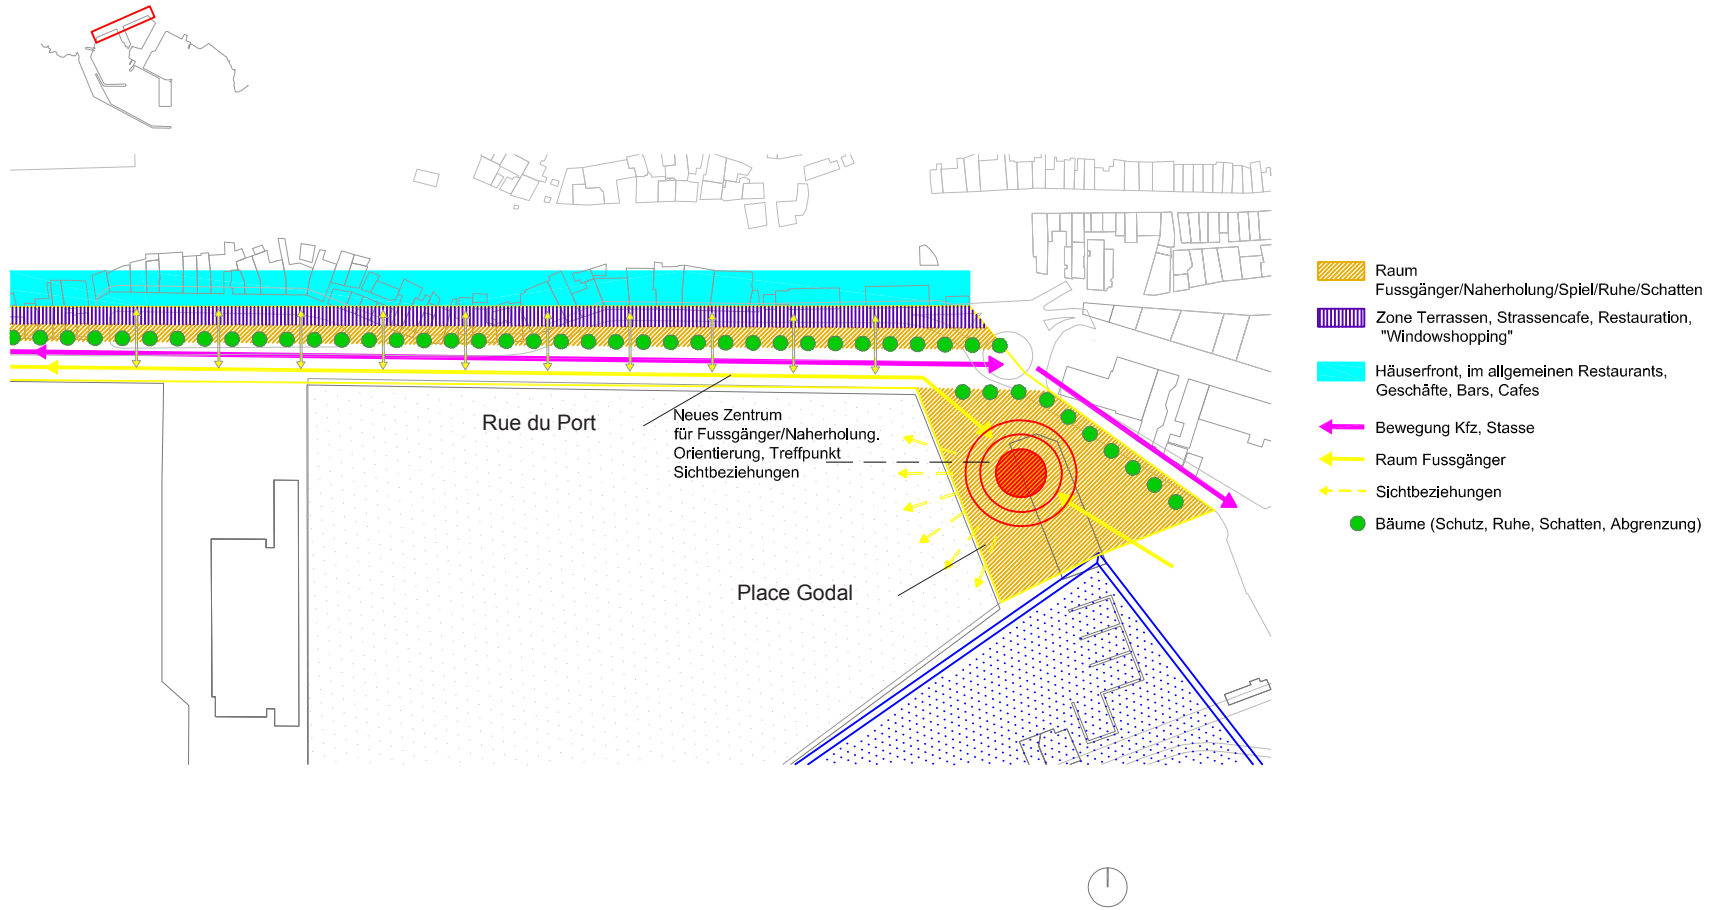 Rue du Port
Neues Zentrum
für Fussgänger/Naherholung.
Orientierung, Treffpunkt
Sichtbeziehungen
Place Godal
Raum
Fussgänger/Naherholung/Spiel/Ruhe/Schatten
Zone Terrassen, Strassencafe, Restauration,
"Windowshopping"
Häuserfront, im allgemeinen Restaurants,
Geschäfte, Bars, Cafes
Bewegung Kfz, Stasse
Raum Fussgänger
Sichtbeziehungen
Bäume (Schutz, Ruhe, Schatten, Abgrenzung)